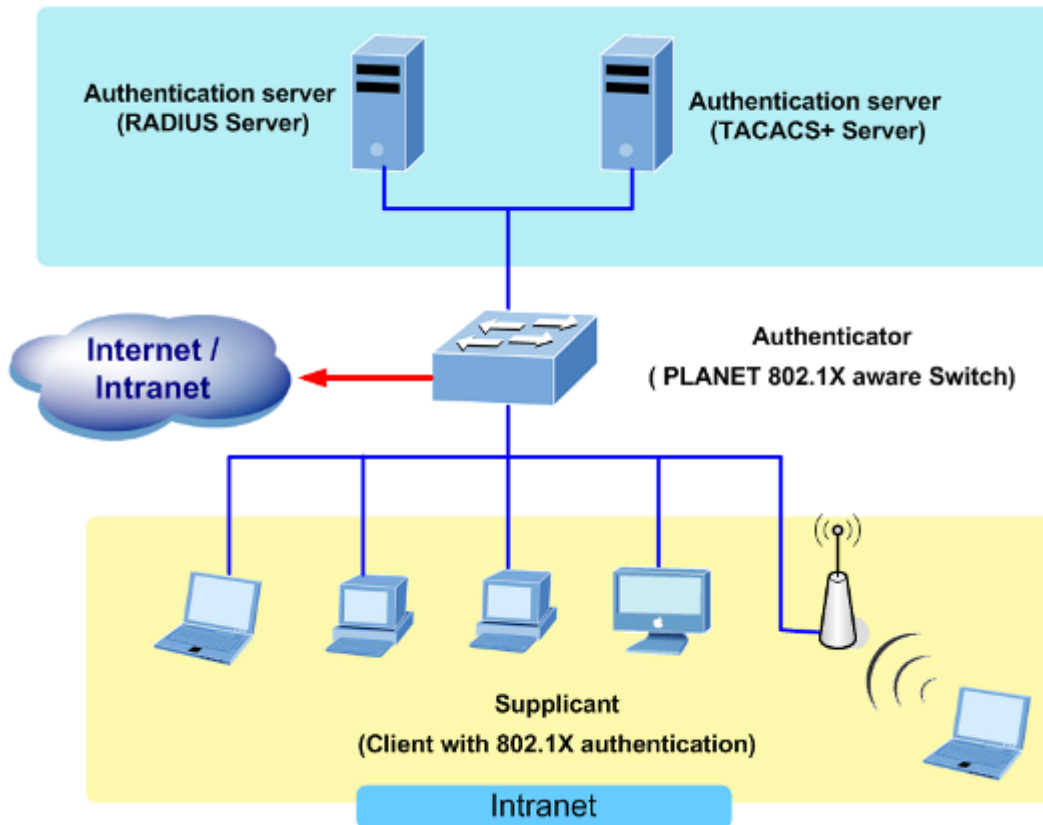 Authentication server
(RADIUS Server)
Authentication server
(TACACS+ Server)
Internet /
Intranet
Authenticator
( PLANET 802.1X aware Switch)
Supplicant
(Client with 802.1X authentication)
Intranet